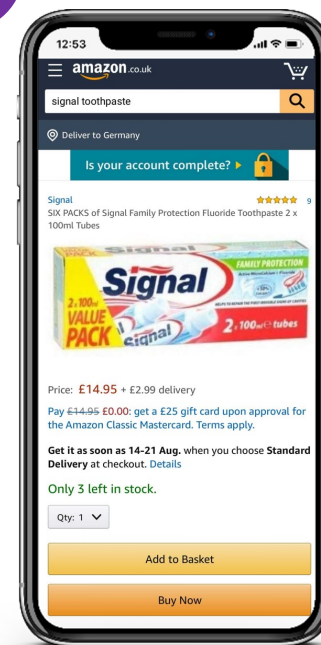 12:53
amazon.co.uk
signal toothpaste
Deliver to Germany
Is your account complete?
Signal 9
SIX PACKS of Signal Family Protection Fluoride Toothpaste 2 x
100ml Tubes
Signal
FAMILY PROTECTION
Signal
2x100ml
VALUE
PACK
Signal
2x100ml e tubes
Price: £14.95 + £2.99 delivery
Pay £14.95 £0.00: get a £25 gift card upon approval for
the Amazon Classic Mastercard. Terms apply.
Get it as soon as 14-21 Aug. when you choose Standard
Delivery at checkout. Details
Only 3 left in stock.
Qty: 1
Add to Basket
Buy Now